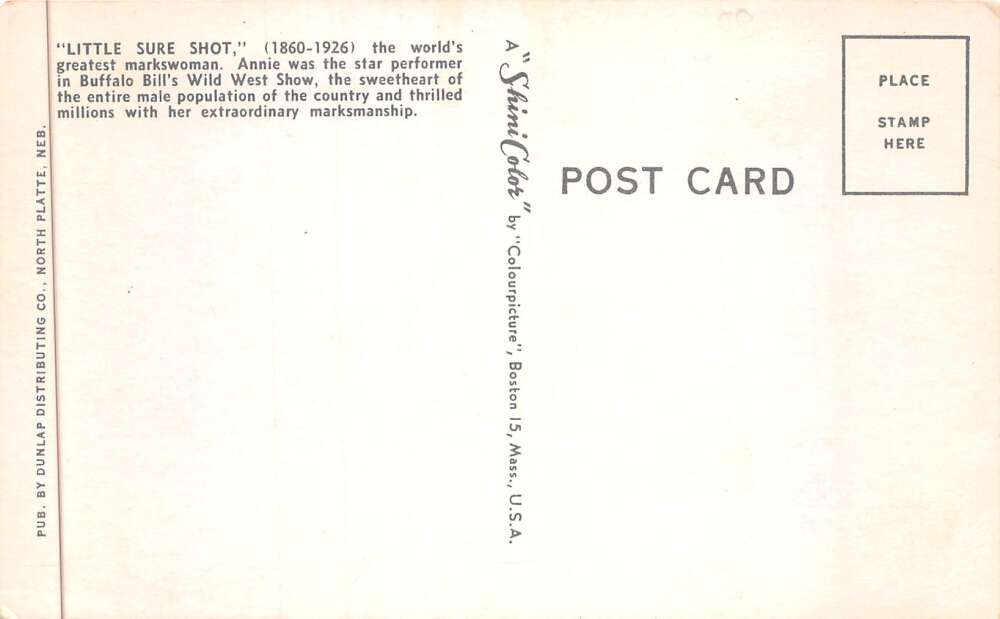 "LITTLE SURE SHOT," (1860-1926) the world's
greatest markswoman. Annie was the star performer
in Buffalo Bill's Wild West Show, the sweetheart of
the entire male population of the country and thrilled
millions with her extraordinary marksmanship.
PUB. BY DUNLAP DISTRIBUTING CO., NORTH PLATTE, NEB.
A "Shini Color" by "Colourpicture", Boston 15, Mass., U.S.A.
POST CARD
PLACE
STAMP
HERE